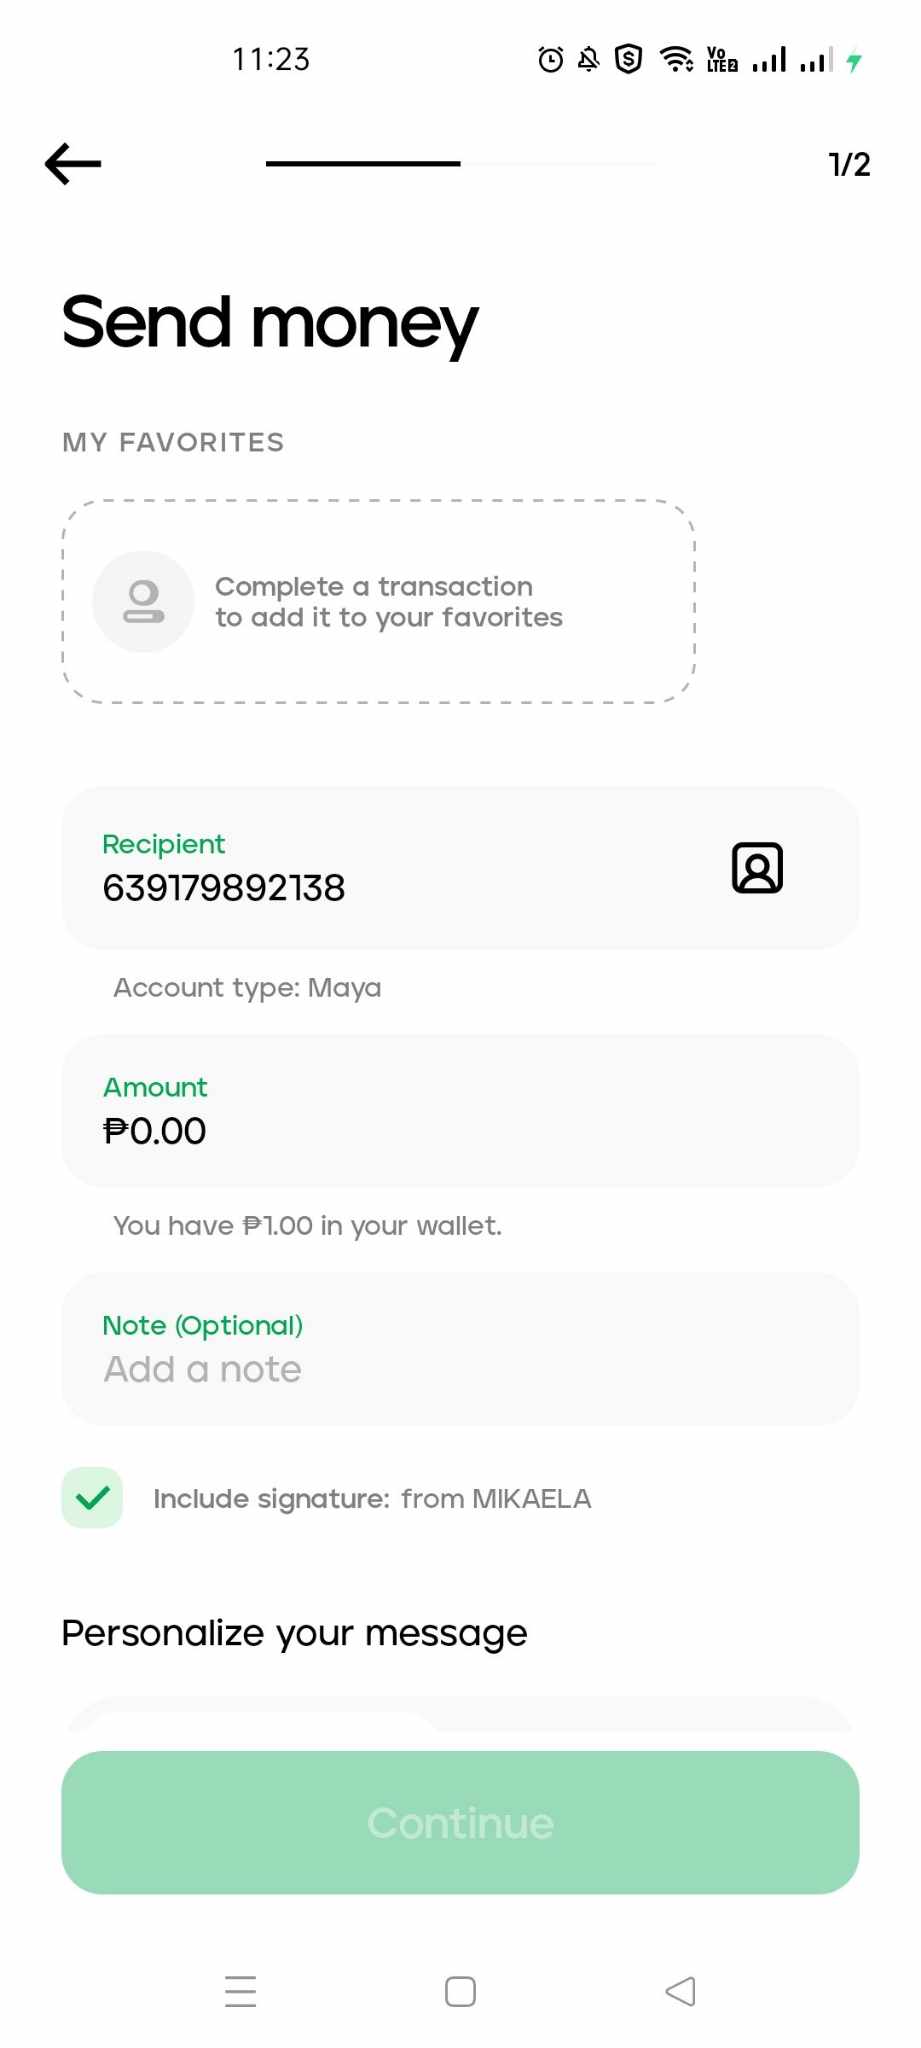 11:23
Vo
LTE2
1/2
Send money
MY FAVORITES
Complete a transaction
to add it to your favorites
Recipient
639179892138
Account type: Maya
Amount
₱0.00
You have ₱1.00 in your wallet.
Note (Optional)
Add a note
Include signature: from MIKAELA
Personalize your message
Continue